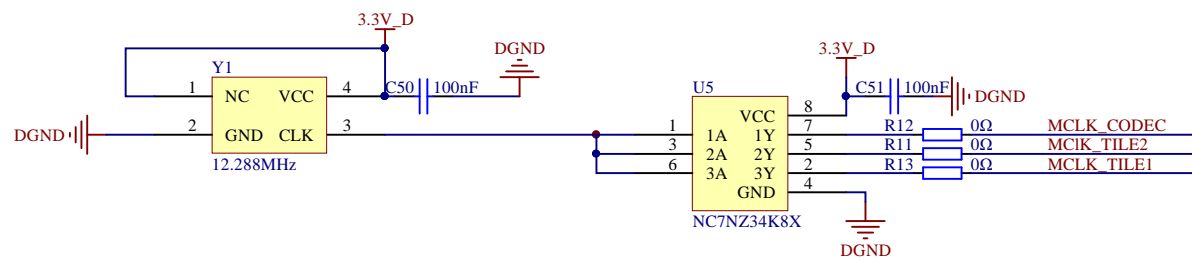 3.3V_D
DGND
Y1
1 NC VCC 4 C50 100nF
DGND 2 GND CLK 3
12.288MHz
3.3V_D
U5
C51 100nF DGND
VCC 8
1 1A 1Y 7 R12 0Ω MCLK_CODEC
3 2A 2Y 5 R11 0Ω MClK_TILE2
6 3A 3Y 2 R13 0Ω MCLK_TILE1
GND 4
NC7NZ34K8X
DGND